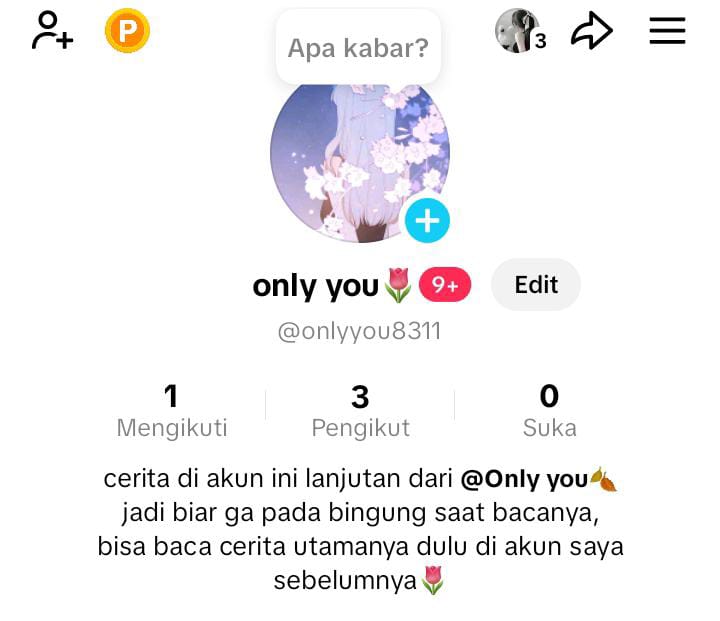 P
Apa kabar?
3
only you🌷 9+ Edit
@onlyyou8311
1 3 0
Mengikuti Pengikut Suka
cerita di akun ini lanjutan dari @Only you🍂
jadi biar ga pada bingung saat bacanya,
bisa baca cerita utamanya dulu di akun saya
sebelumnya🌷